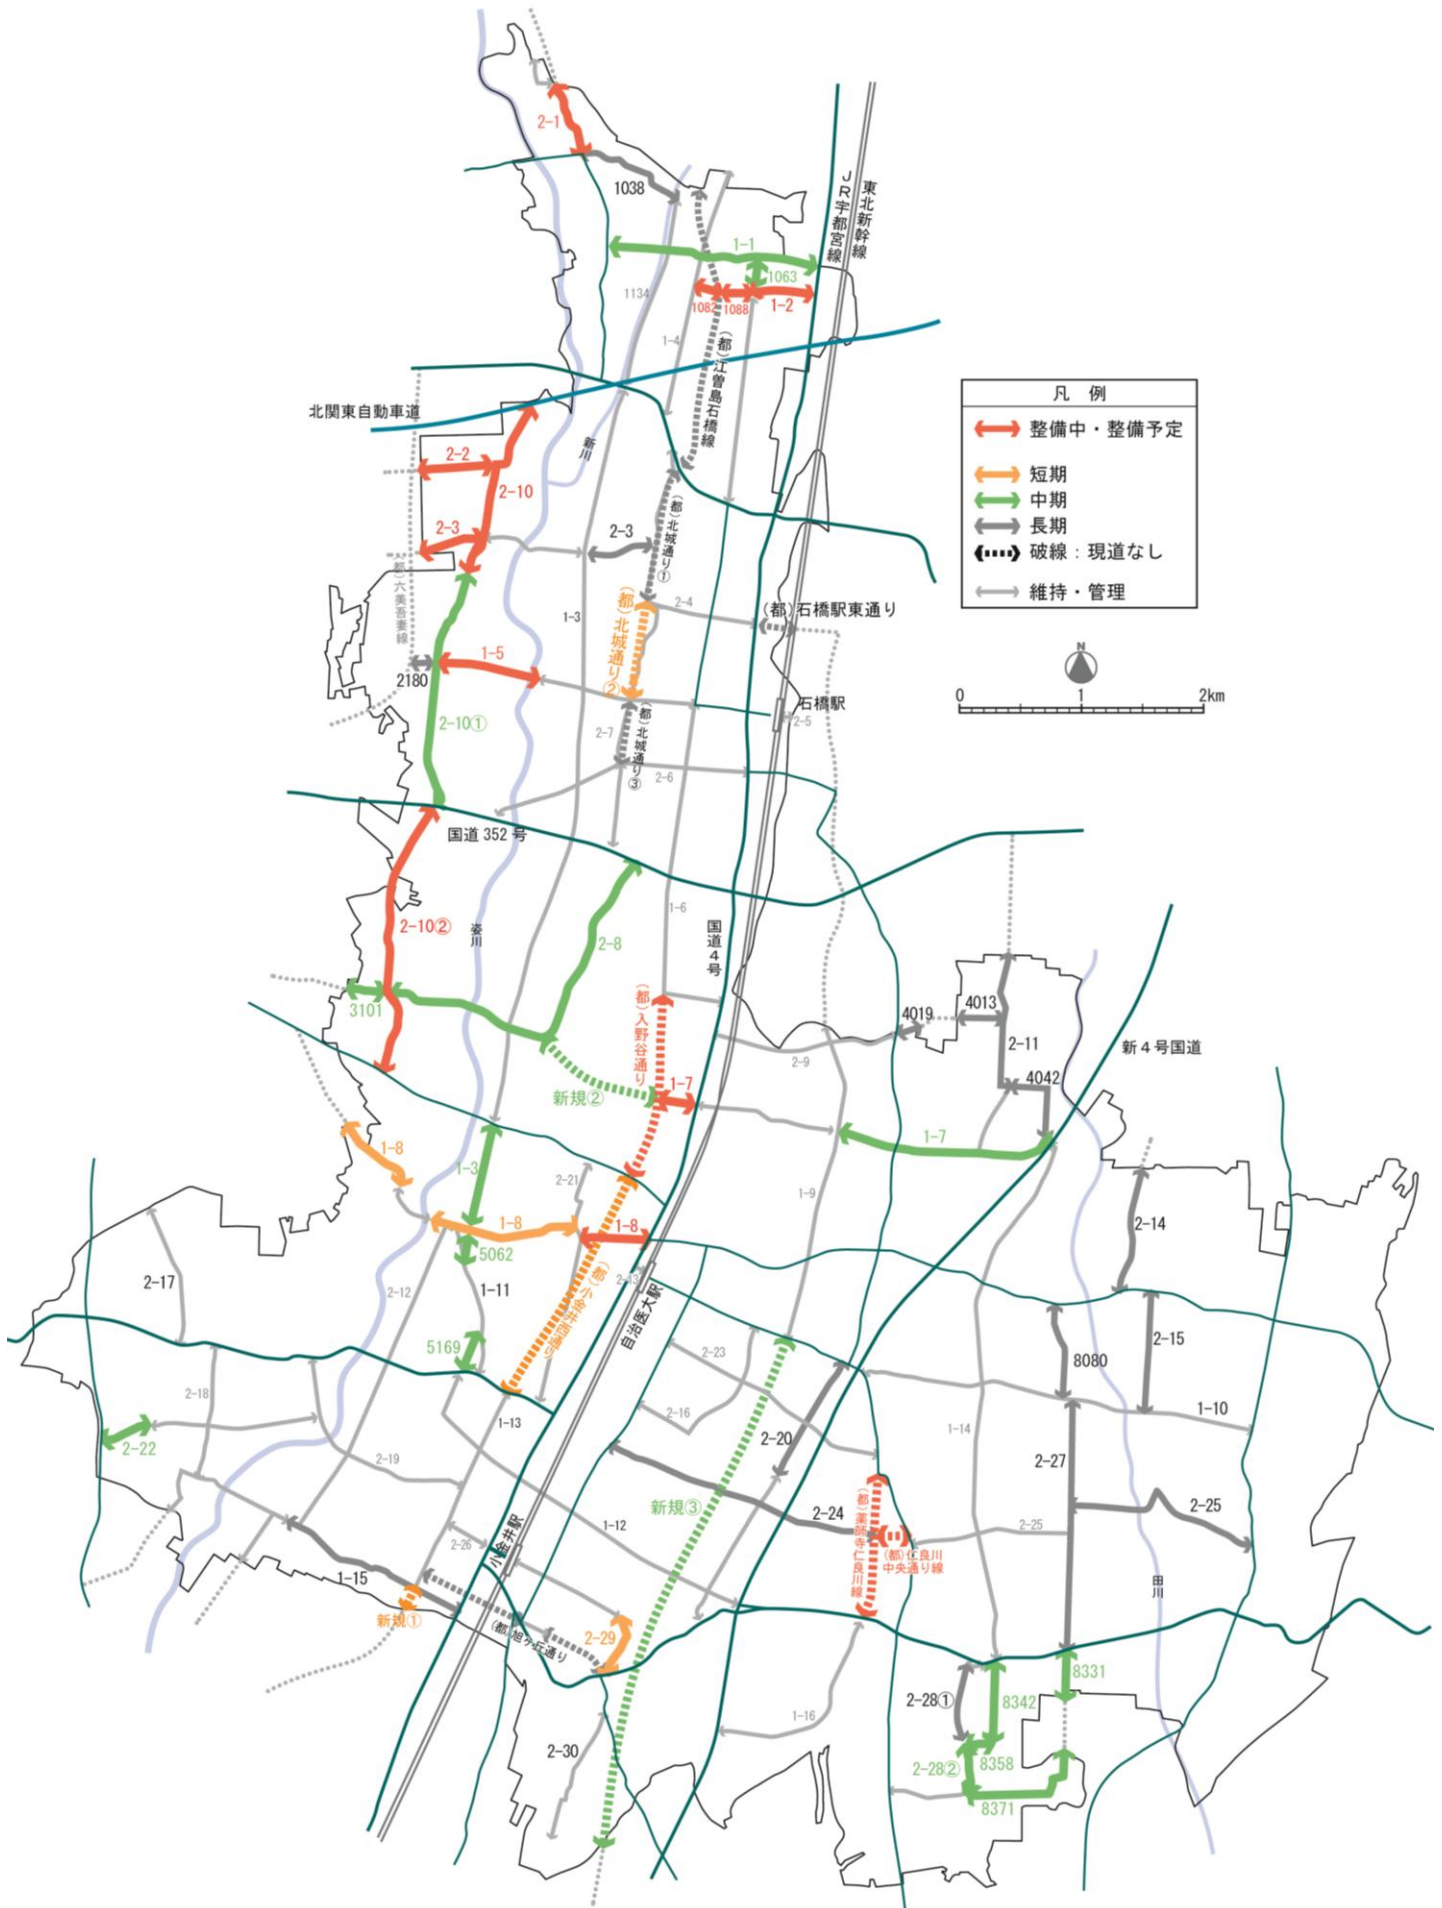 2-1
1038
東北新幹線
JR宇都宮線
1-1
1063
1134
1082
1088
1-2
1-4
(都)江曽島石橋線
北関東自動車道
新川
2-2
2-10
2-3
2-3
(都)北城通り①
(都)六美吾妻線
(都)北城通り②
2-4
(都)石橋駅東通り
1-3
1-5
2180
2-10①
石橋駅
2-5
2-7
(都)北城通り③
2-6
国道352号
凡 例
整備中・整備予定
短期
中期
長期
破線：現道なし
維持・管理
N
0
1
2km
1-6
2-10②
姿川
2-8
国道4号
3101
(都)入野谷通り
4019
4013
2-9
2-11
新4号国道
4042
新規②
1-7
1-7
1-8
1-3
2-21
1-9
1-8
1-8
2-14
5062
2-17
2-12
1-11
2-13
自治医大駅
(都)小金井西通り
5169
2-23
8080
2-15
2-18
2-16
1-10
2-22
1-13
2-20
1-14
2-19
2-27
新規③
2-24
2-25
1-12
2-25
2-26
小金井駅
(都)薬師寺仁良川線
(都)仁良川
中央通り線
1-15
田川
新規①
(都)旭ケ丘通り
2-29
8331
2-28①
8342
1-16
2-30
2-28②
8358
8371